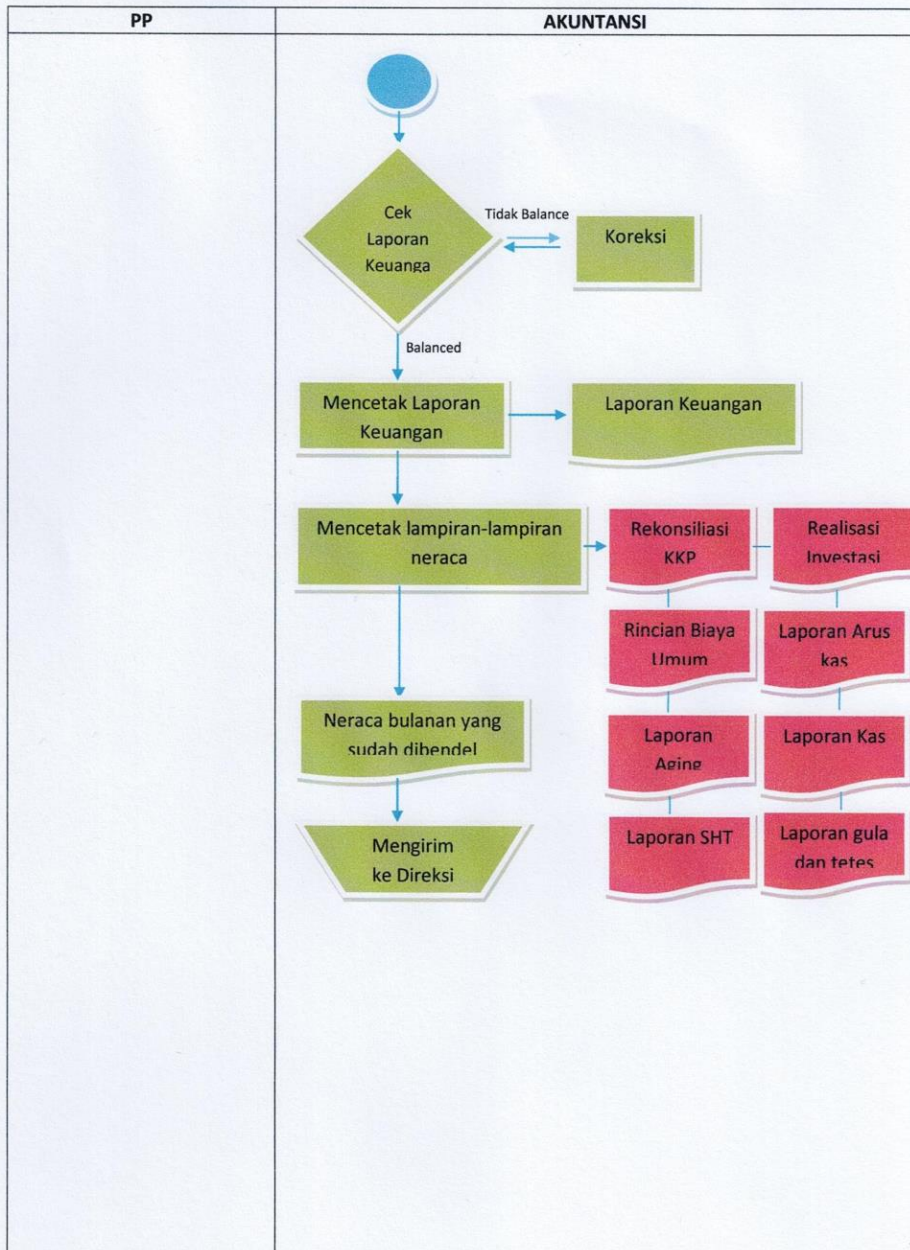 PP
AKUNTANSI
Cek
Laporan
Keuanga
Tidak Balance
Koreksi
Balanced
Mencetak Laporan
Keuangan
Laporan Keuangan
Mencetak lampiran-lampiran
neraca
Rekonsiliasi
KKP
Realisasi
Investasi
Rincian Biaya
Umum
Laporan Arus
kas
Neraca bulanan yang
sudah dibendel
Laporan
Aging
Laporan Kas
Mengirim
ke Direksi
Laporan SHT
Laporan gula
dan tetes